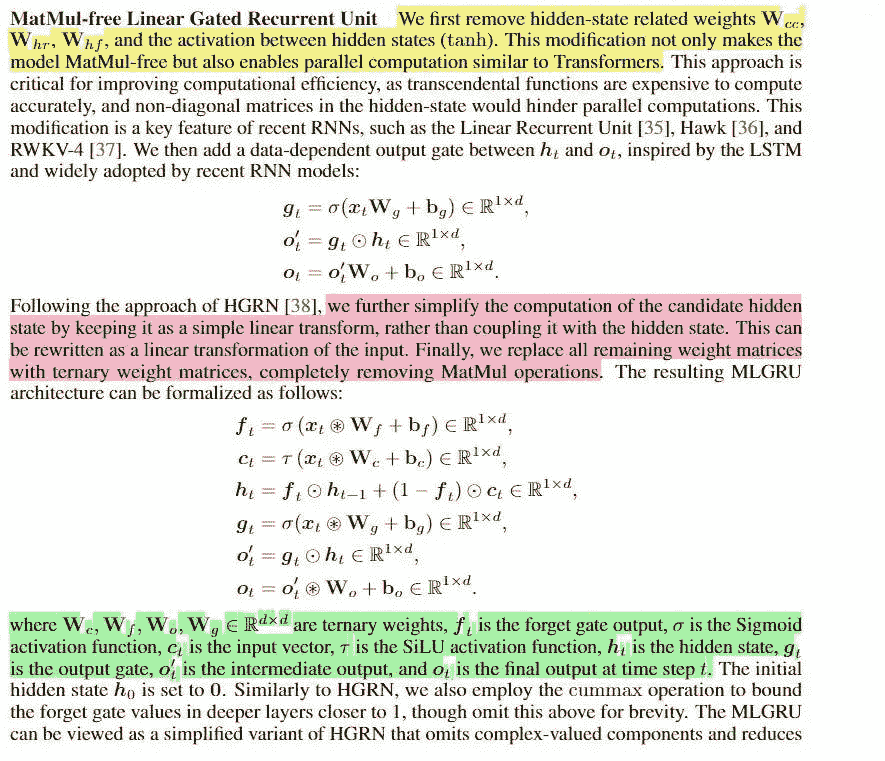 MatMul-free Linear Gated Recurrent Unit We first remove hidden-state related weights W_cc,
W_hr, W_hf, and the activation between hidden states (tanh). This modification not only makes the
model MatMul-free but also enables parallel computation similar to Transformers. This approach is
critical for improving computational efficiency, as transcendental functions are expensive to compute
accurately, and non-diagonal matrices in the hidden-state would hinder parallel computations. This
modification is a key feature of recent RNNs, such as the Linear Recurrent Unit [35], Hawk [36], and
RWKV-4 [37]. We then add a data-dependent output gate between h_t and o_t, inspired by the LSTM
and widely adopted by recent RNN models:
g_t = σ(x_t W_g + b_g) ∈ ℝ^{1×d},
o′_t = g_t ⊙ h_t ∈ ℝ^{1×d},
o_t = o′_t W_o + b_o ∈ ℝ^{1×d}.
Following the approach of HGRN [38], we further simplify the computation of the candidate hidden
state by keeping it as a simple linear transform, rather than coupling it with the hidden state. This can
be rewritten as a linear transformation of the input. Finally, we replace all remaining weight matrices
with ternary weight matrices, completely removing MatMul operations. The resulting MLGRU
architecture can be formalized as follows:
f_t = σ (x_t ⊛ W_f + b_f) ∈ ℝ^{1×d},
c_t = τ (x_t ⊛ W_c + b_c) ∈ ℝ^{1×d},
h_t = f_t ⊙ h_{t−1} + (1 − f_t) ⊙ c_t ∈ ℝ^{1×d},
g_t = σ(x_t ⊛ W_g + b_g) ∈ ℝ^{1×d},
o′_t = g_t ⊙ h_t ∈ ℝ^{1×d},
o_t = o′_t ⊛ W_o + b_o ∈ ℝ^{1×d}.
where W_c, W_f, W_o, W_g ∈ ℝ^{d×d} are ternary weights, f_t is the forget gate output, σ is the Sigmoid
activation function, c_t is the input vector, τ is the SiLU activation function, h_t is the hidden state, g_t
is the output gate, o′_t is the intermediate output, and o_t is the final output at time step t. The initial
hidden state h_0 is set to 0. Similarly to HGRN, we also employ the cummax operation to bound
the forget gate values in deeper layers closer to 1, though omit this above for brevity. The MLGRU
can be viewed as a simplified variant of HGRN that omits complex-valued components and reduces